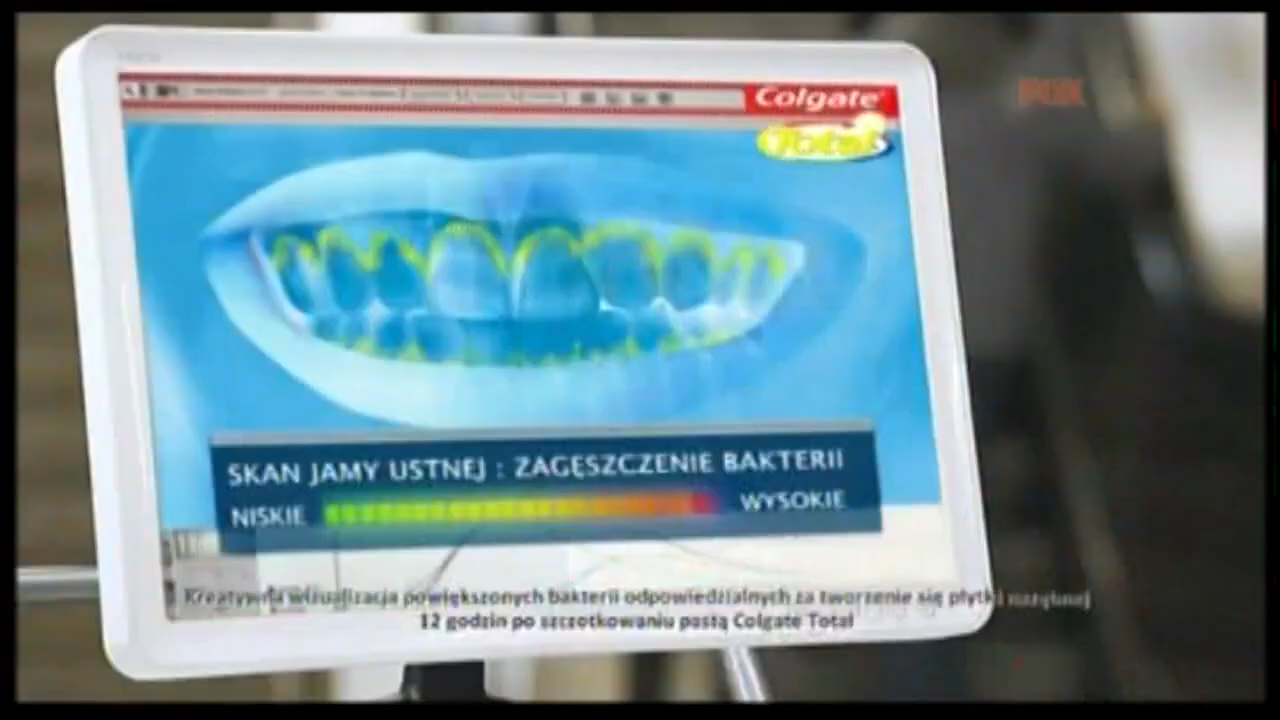 Colgate
Total
FOX
SKAN JAMY USTNEJ : ZAGĘSZCZENIE BAKTERII
NISKIE WYSOKIE
Kreatywna wizualizacja powiększonych bakterii odpowiedzialnych za tworzenie się płytki nazębnej
12 godzin po szczotkowaniu pastą Colgate Total